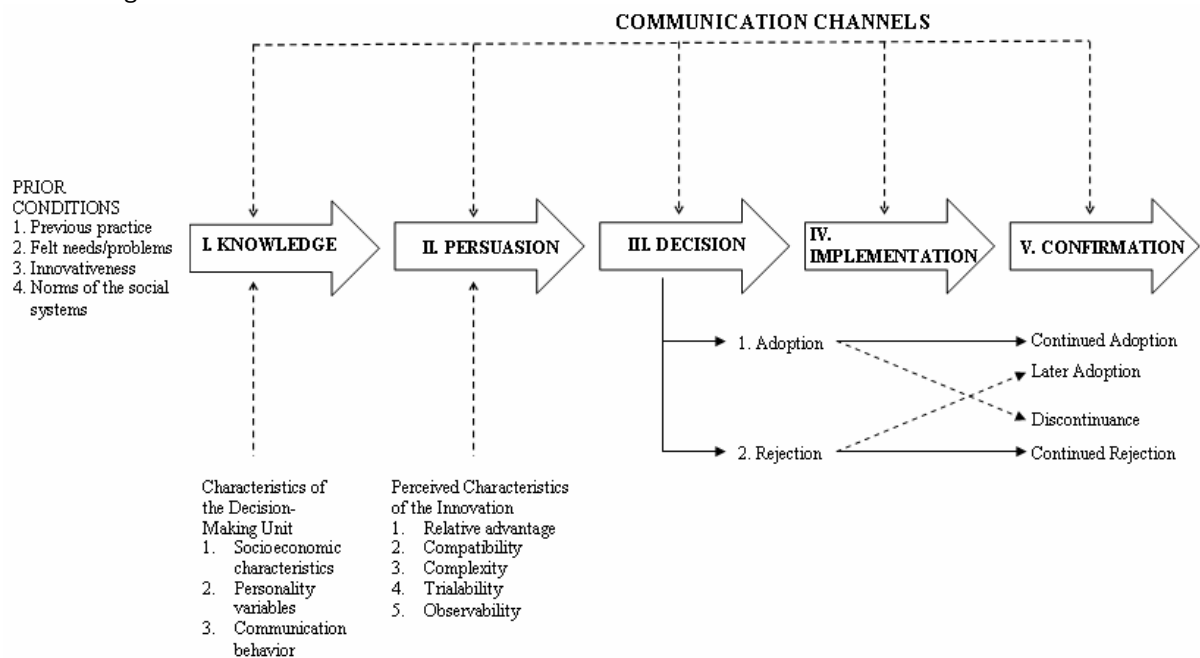 COMMUNICATION CHANNELS
PRIOR
CONDITIONS
1. Previous practice
2. Felt needs/problems
3. Innovativeness
4. Norms of the social
systems
I. KNOWLEDGE
II. PERSUASION
III. DECISION
IV.
IMPLEMENTATION
V. CONFIRMATION
1. Adoption
2. Rejection
Continued Adoption
Later Adoption
Discontinuance
Continued Rejection
Characteristics of
the Decision-
Making Unit
1. Socioeconomic
characteristics
2. Personality
variables
3. Communication
behavior
Perceived Characteristics
of the Innovation
1. Relative advantage
2. Compatibility
3. Complexity
4. Trialability
5. Observability